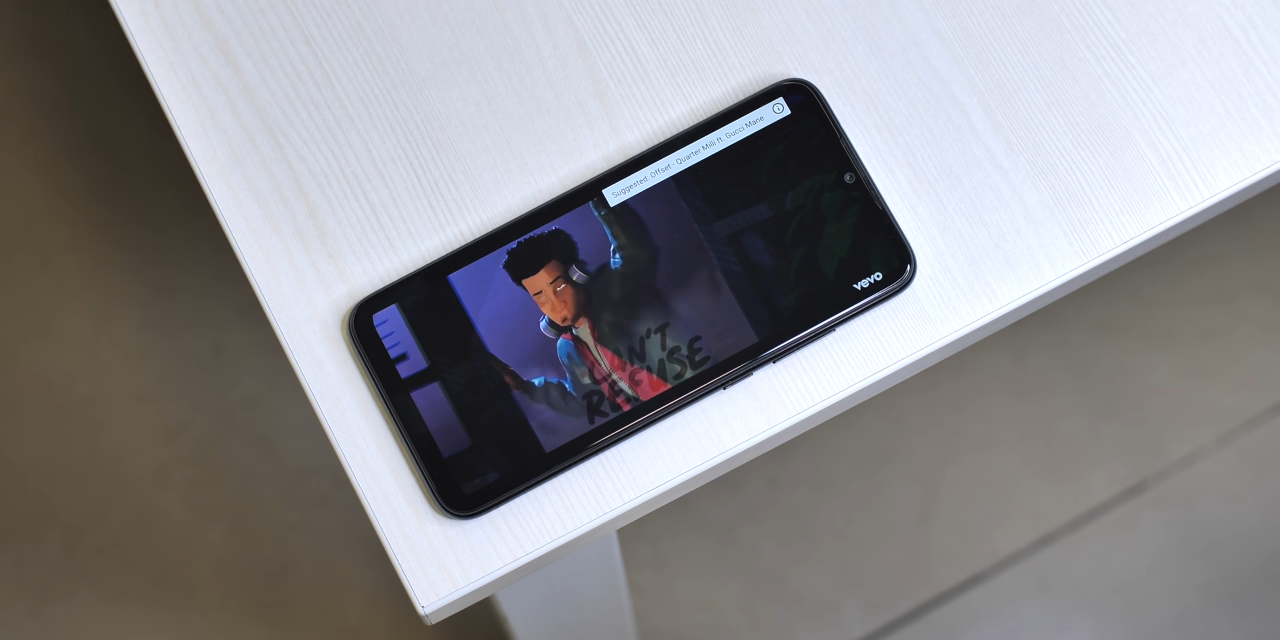 Suggested: Offset - Quarter Milli ft. Gucci Mane
CAN'T
REFUSE
vevo